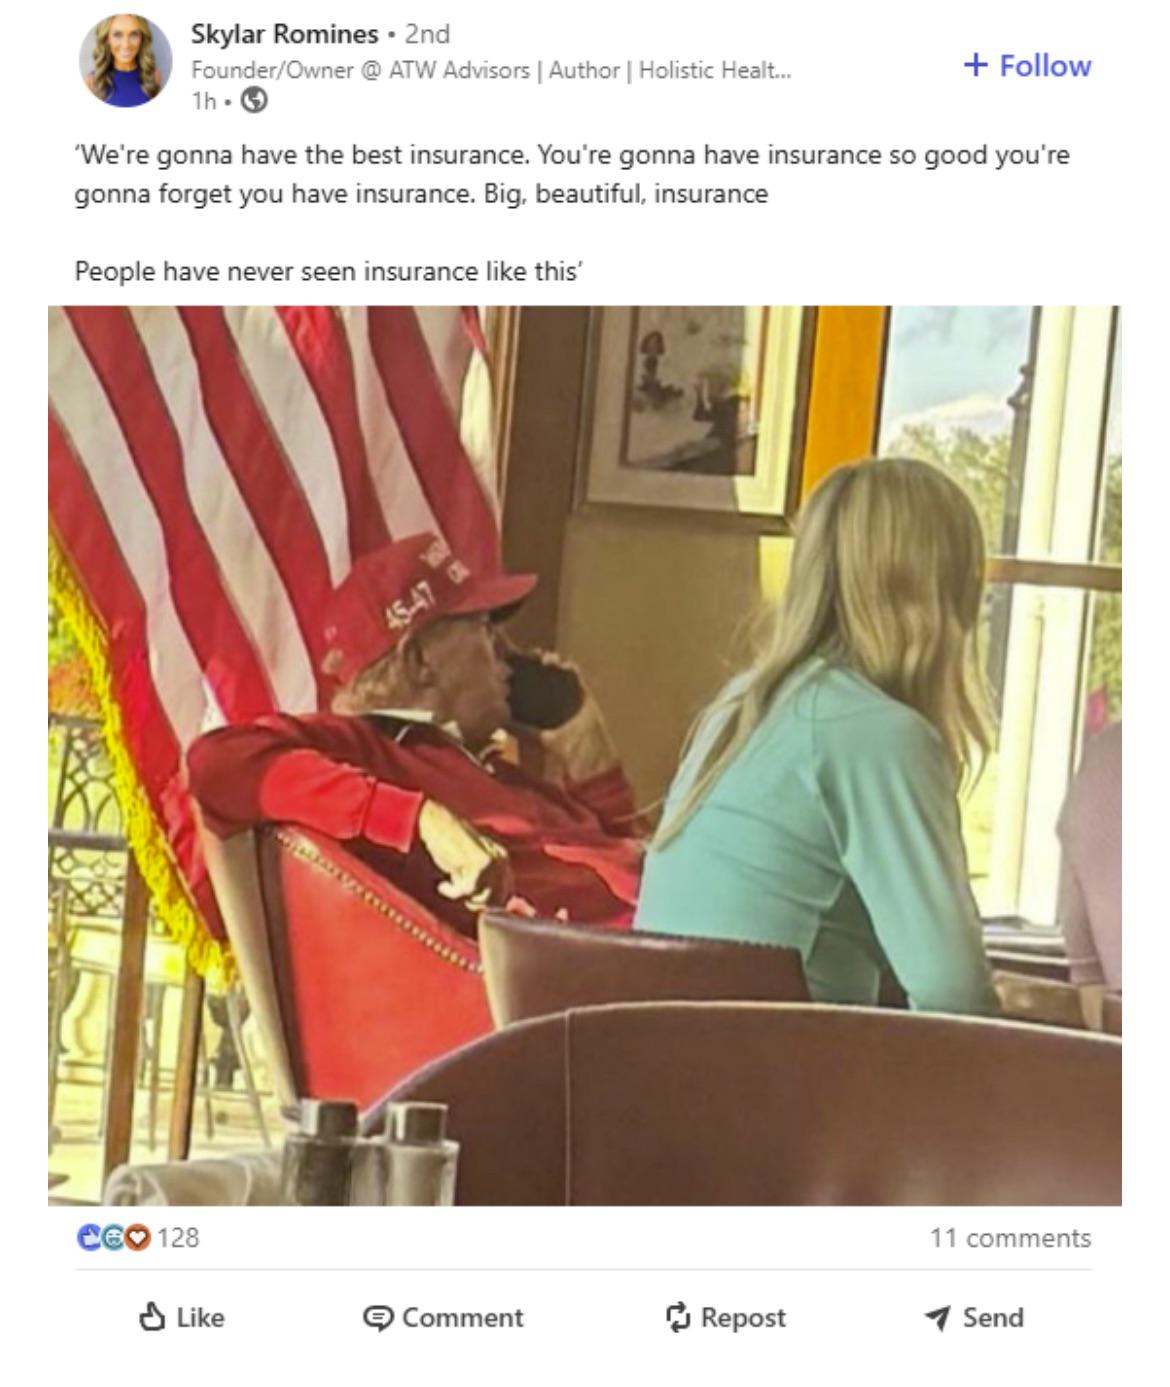 Skylar Romines • 2nd
Founder/Owner @ ATW Advisors | Author | Holistic Healt...
+ Follow
1h •
‘We're gonna have the best insurance. You're gonna have insurance so good you're
gonna forget you have insurance. Big, beautiful, insurance
People have never seen insurance like this’
45-47
128
11 comments
Like
Comment
Repost
Send